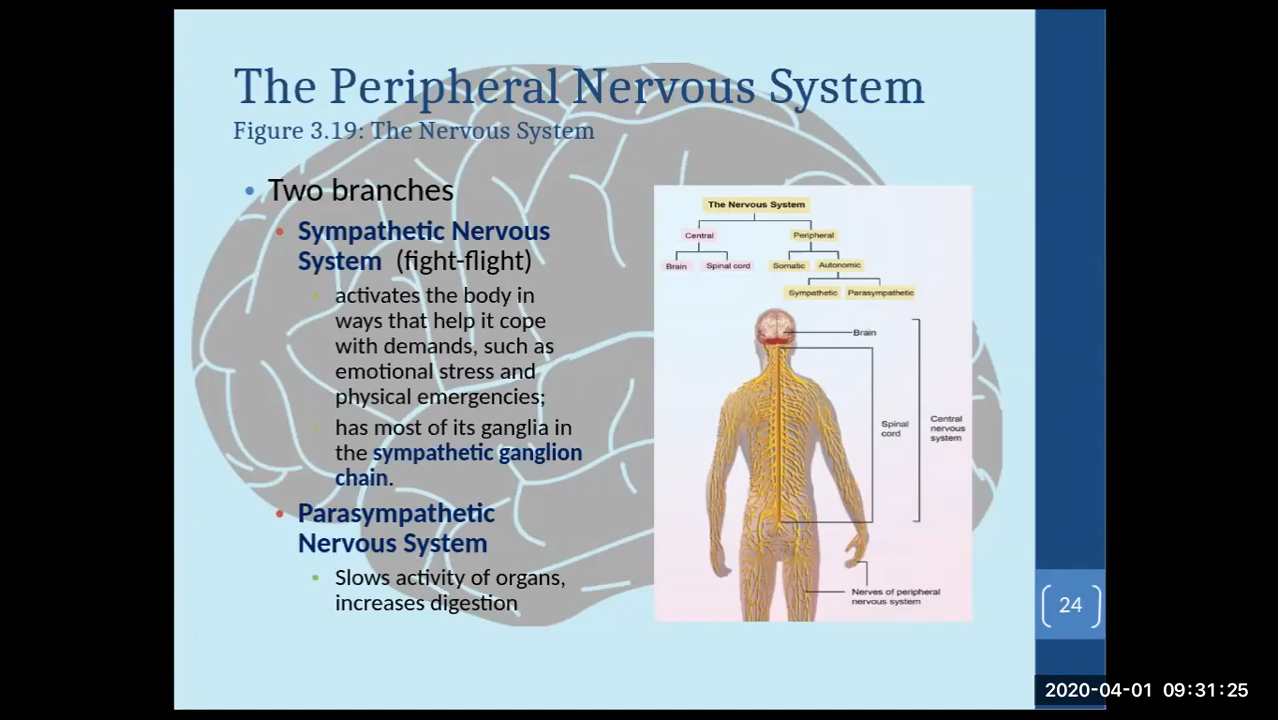 The Peripheral Nervous System
Figure 3.19: The Nervous System
• Two branches
• Sympathetic Nervous
System (fight-flight)
• activates the body in
ways that help it cope
with demands, such as
emotional stress and
physical emergencies;
• has most of its ganglia in
the sympathetic ganglion
chain.
• Parasympathetic
Nervous System
• Slows activity of organs,
increases digestion
The Nervous System
Central
Peripheral
Brain
Spinal cord
Somatic
Autonomic
Sympathetic
Parasympathetic
Brain
Spinal
cord
Central
nervous
system
Nerves of peripheral
nervous system
24
2020-04-01 09:31:25